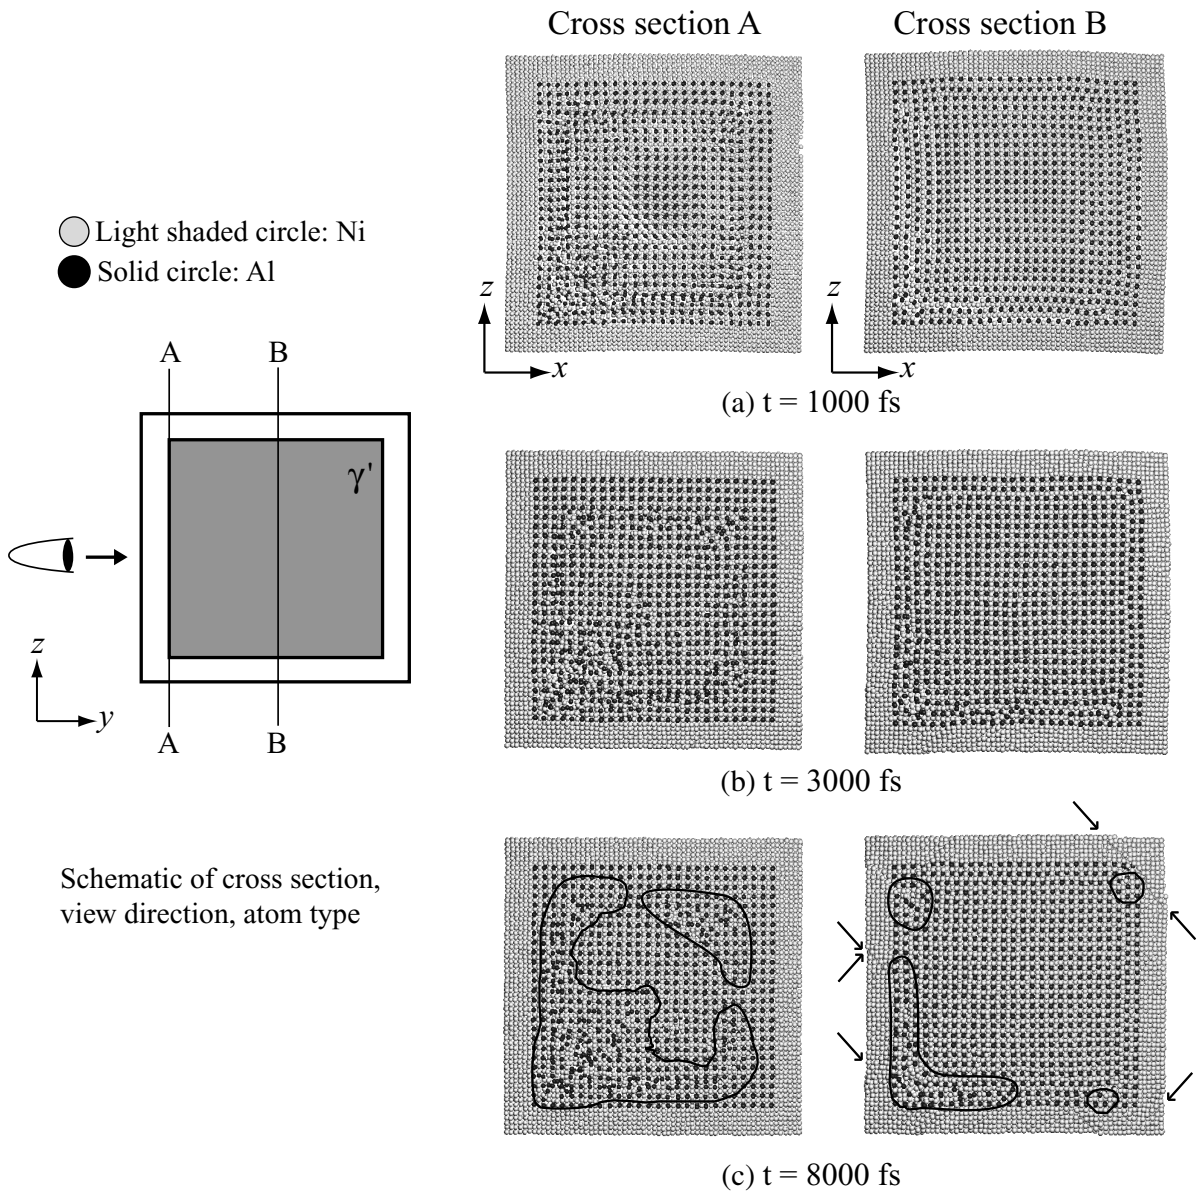 Cross section A
Cross section B
Light shaded circle: Ni
Solid circle: Al
z
x
z
x
(a) t = 1000 fs
A
B
γ'
z
y
A
B
(b) t = 3000 fs
Schematic of cross section,
view direction, atom type
(c) t = 8000 fs